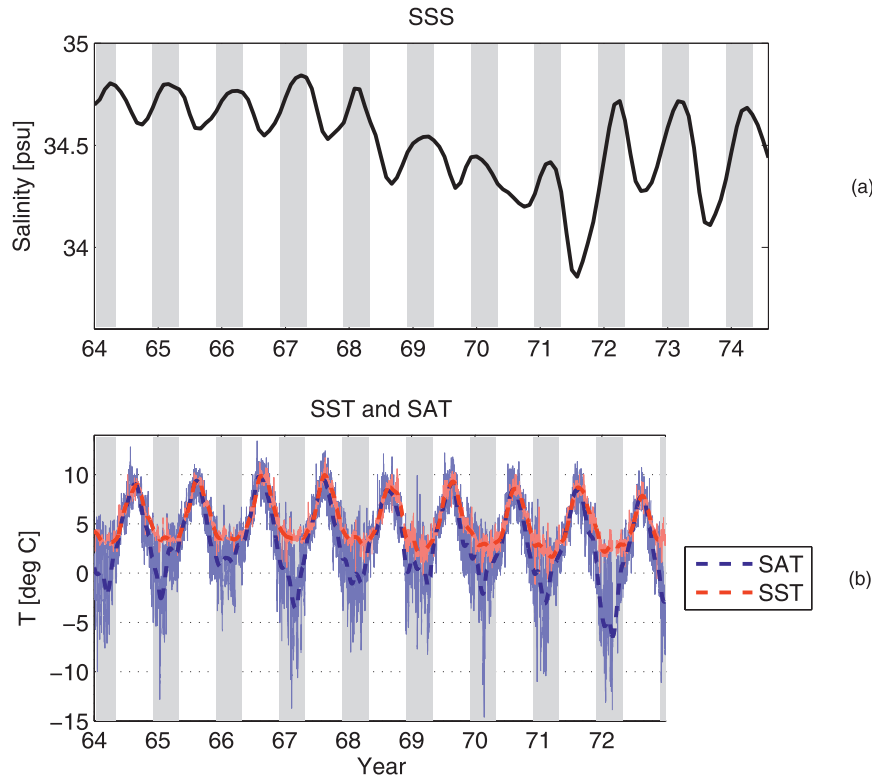 SSS
35
34.5
34
Salinity [psu]
64 65 66 67 68 69 70 71 72 73 74
(a)
SST and SAT
10
5
0
−5
−10
−15
T [deg C]
64 65 66 67 68 69 70 71 72
Year
SAT
SST
(b)